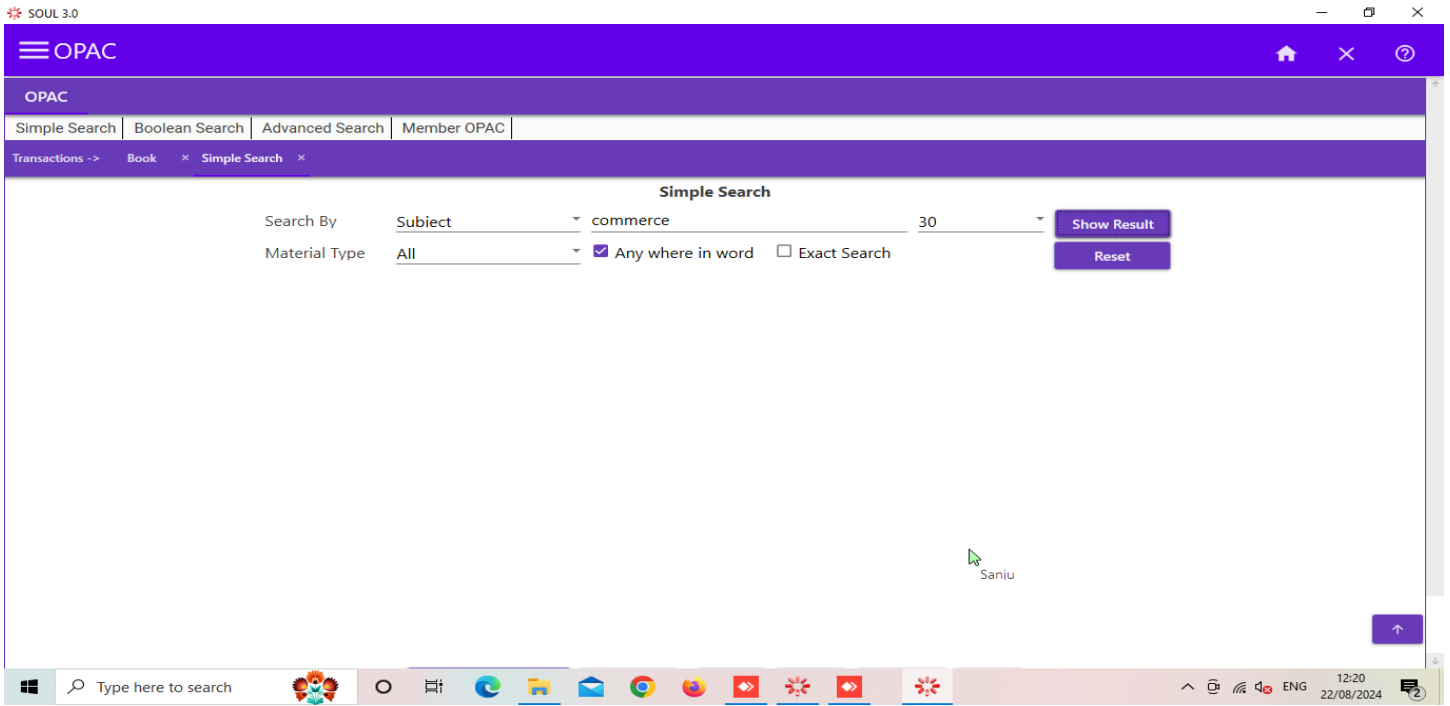 SOUL 3.0
OPAC
OPAC
Simple Search Boolean Search Advanced Search Member OPAC
Transactions -> Book × Simple Search ×
Simple Search
Search By Subject commerce 30 Show Result
Material Type All Any where in word Exact Search Reset
Sanju
Type here to search ENG 12:20
22/08/2024 2